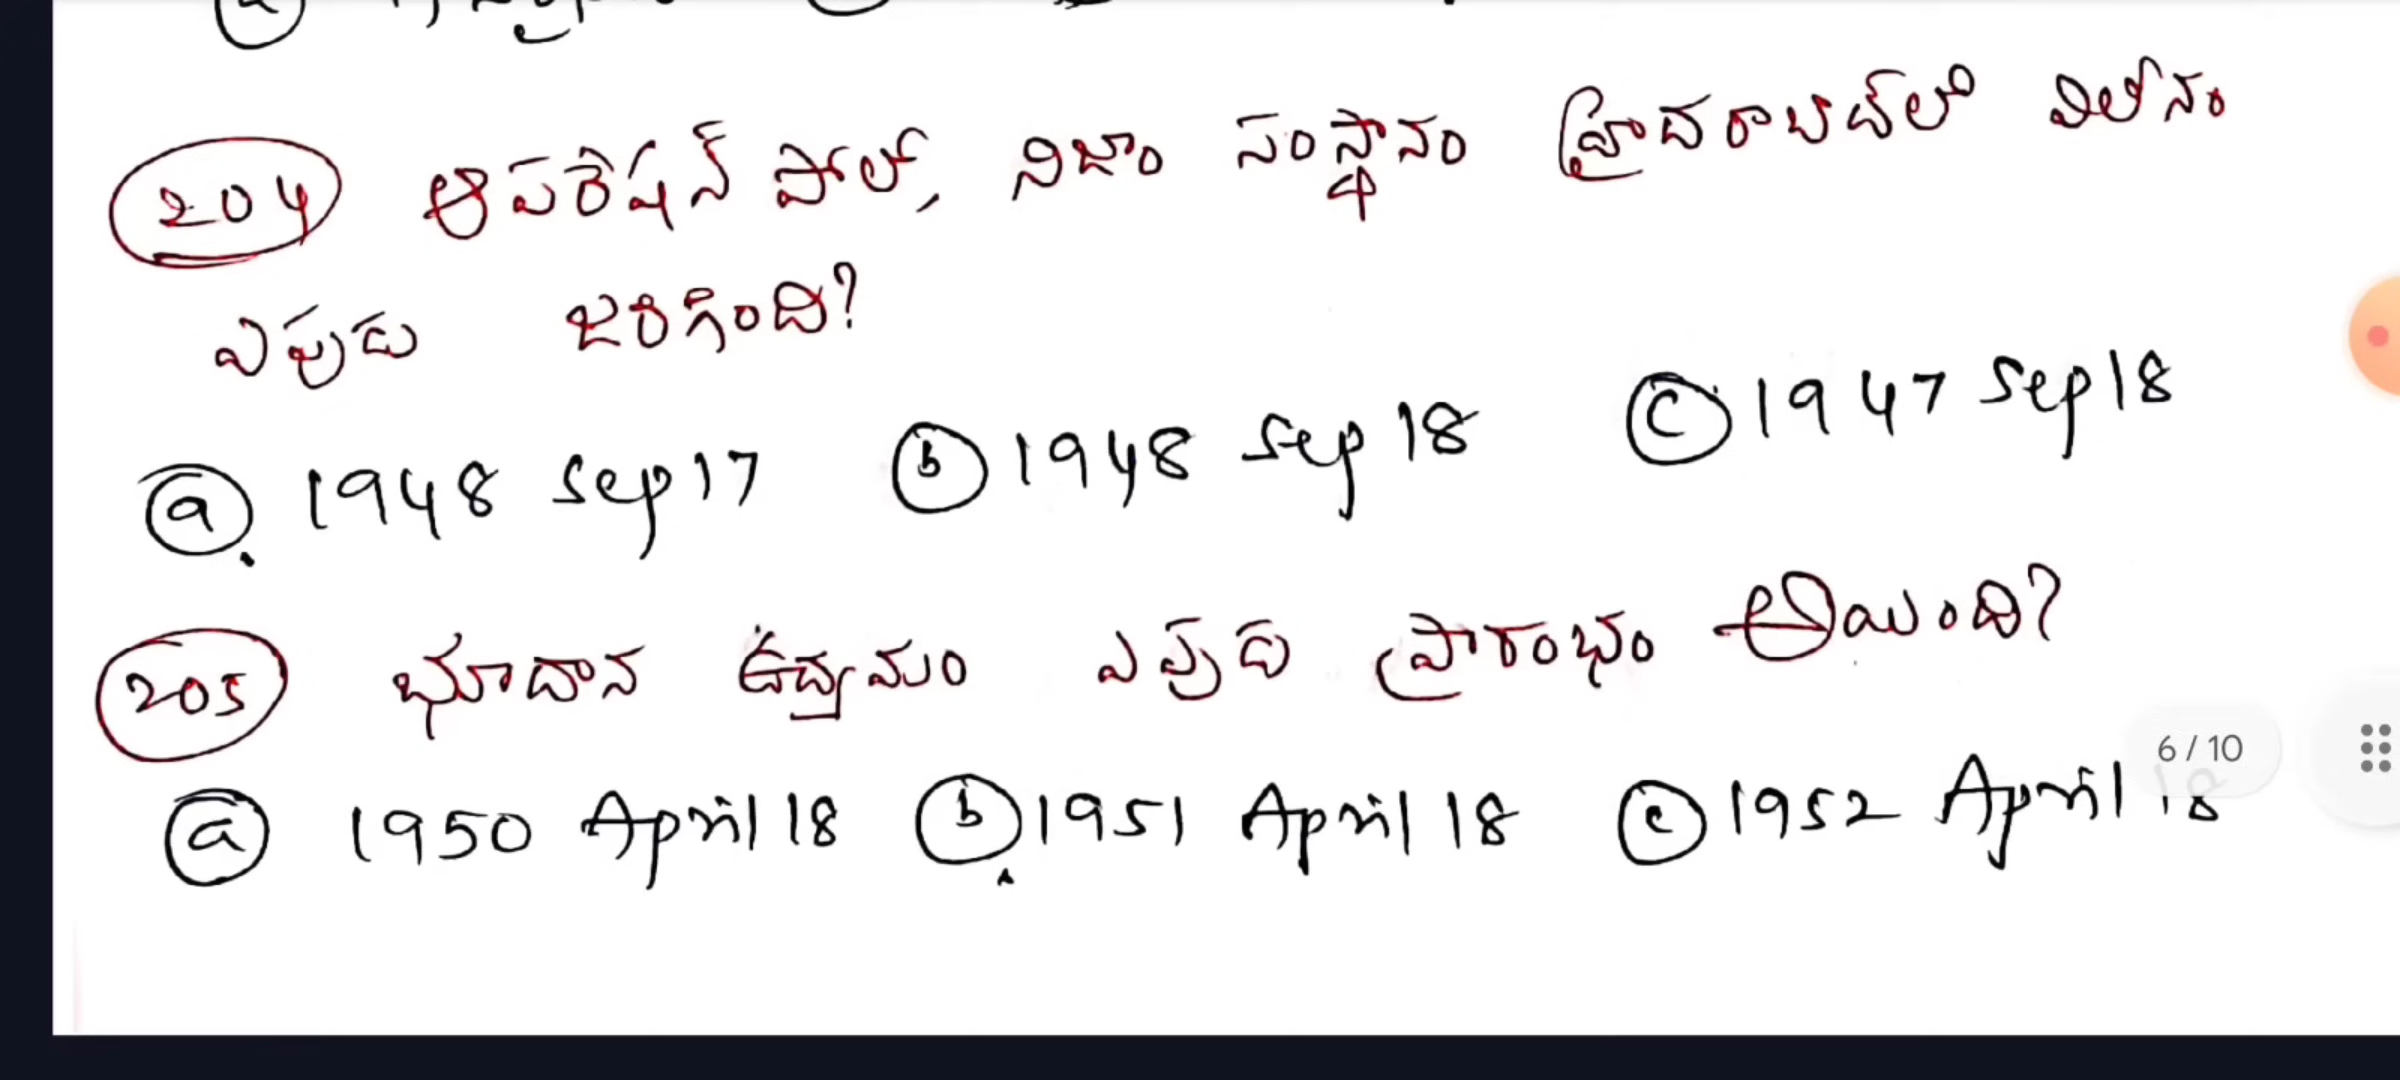 204 ఆపరేషన్ పోలో, నిజాం సంస్థానం హైదరాబాద్‌లో విలీనం
ఎప్పుడు జరిగింది?
a 1948 Sep 17 b 1948 Sep 18 c 1947 Sep 18
205 భూదాన ఉద్యమం ఎప్పుడు ప్రారంభం అయింది?
6 / 10
a 1950 April 18 b 1951 April 18 c 1952 April 18